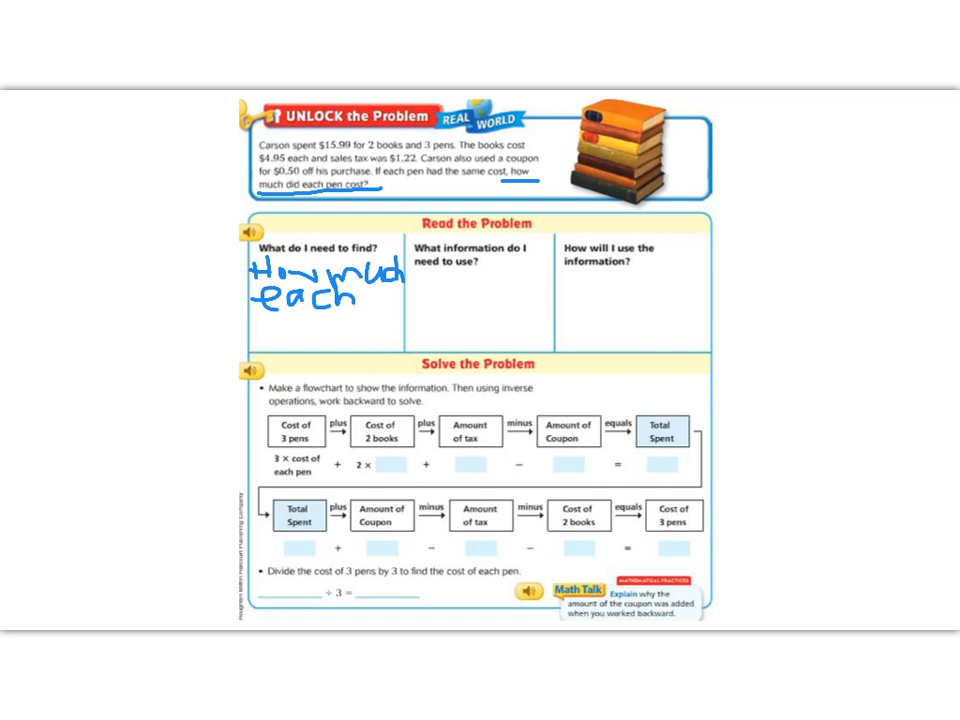 UNLOCK the Problem REAL WORLD
Carson spent $15.99 for 2 books and 3 pens. The books cost
$4.95 each and sales tax was $1.22. Carson also used a coupon
for $0.50 off his purchase. If each pen had the same cost, how
much did each pen cost?
Read the Problem
What do I need to find?
How much
each
What information do I
need to use?
How will I use the
information?
Solve the Problem
• Make a flowchart to show the information. Then using inverse
operations, work backward to solve.
Cost of
3 pens
plus
Cost of
2 books
plus
Amount
of tax
minus
Amount of
Coupon
equals
Total
Spent
3 × cost of
each pen
+ 2 × + − =
Total
Spent
plus
Amount of
Coupon
minus
Amount
of tax
minus
Cost of
2 books
equals
Cost of
3 pens
+ − − =
• Divide the cost of 3 pens by 3 to find the cost of each pen.
÷ 3 =
MATHEMATICAL PRACTICES
Math Talk Explain why the
amount of the coupon was added
when you worked backward.
Houghton Mifflin Harcourt Publishing Company